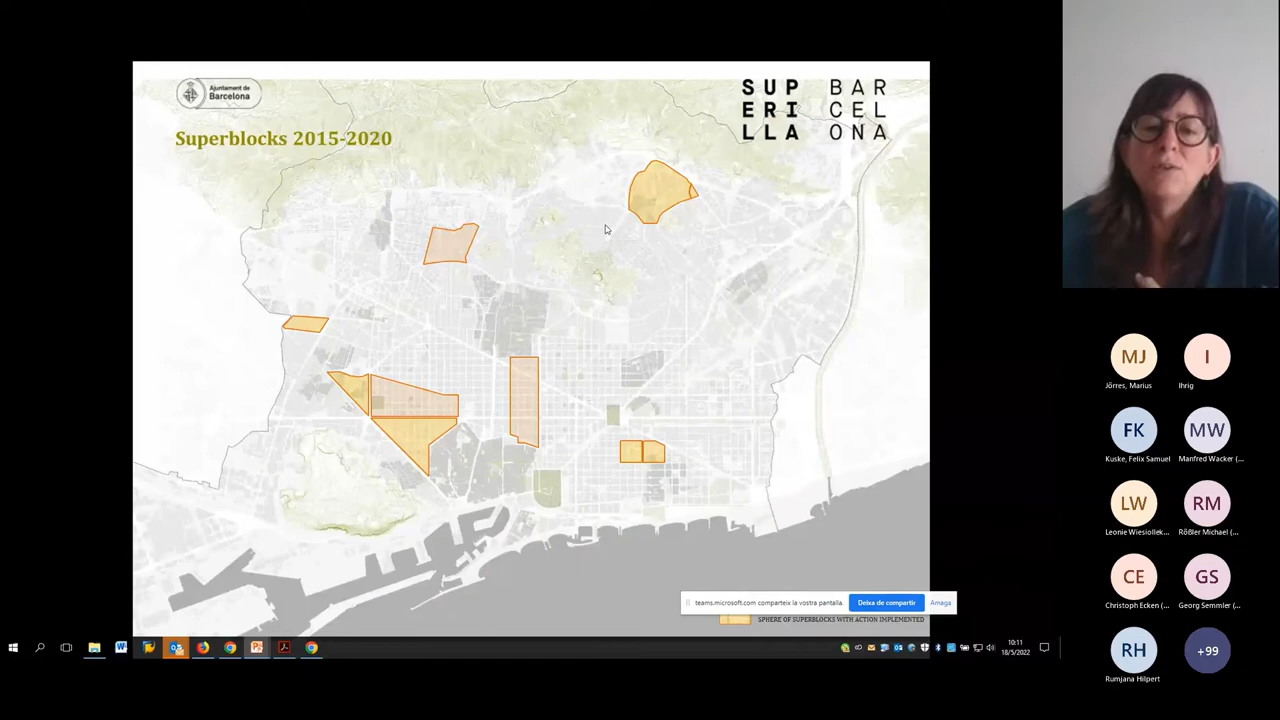 Ajuntament de
Barcelona
SUP BAR
ERI CEL
LLA ONA
Superblocks 2015-2020
teams.microsoft.com comparteix la vostra pantalla.
Deixa de compartir
Amaga
SPHERE OF SUPERBLOCKS WITH ACTION IMPLEMENTED
10:11
18/5/2022
MJ
I
Jörres, Marius
Ihrig
FK
MW
Kuske, Felix Samuel
Manfred Wacker (...
LW
RM
Leonie Wiesiollek...
Rößler Michael (...
CE
GS
Christoph Ecken (...
Georg Semmler (...
RH
+99
Rumjana Hilpert